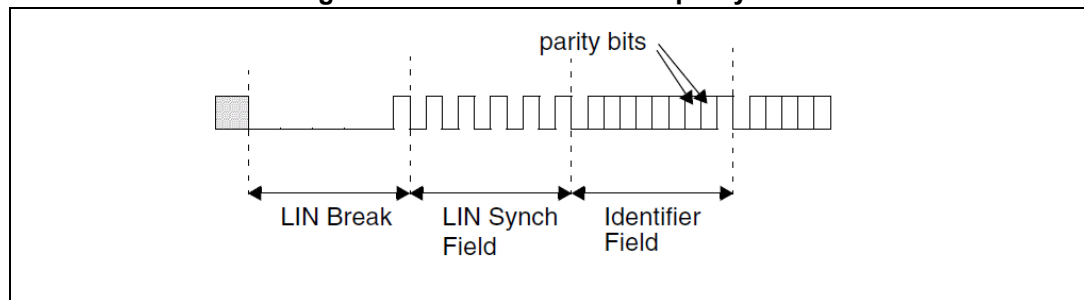 parity bits
LIN Break
LIN Synch
Field
Identifier
Field